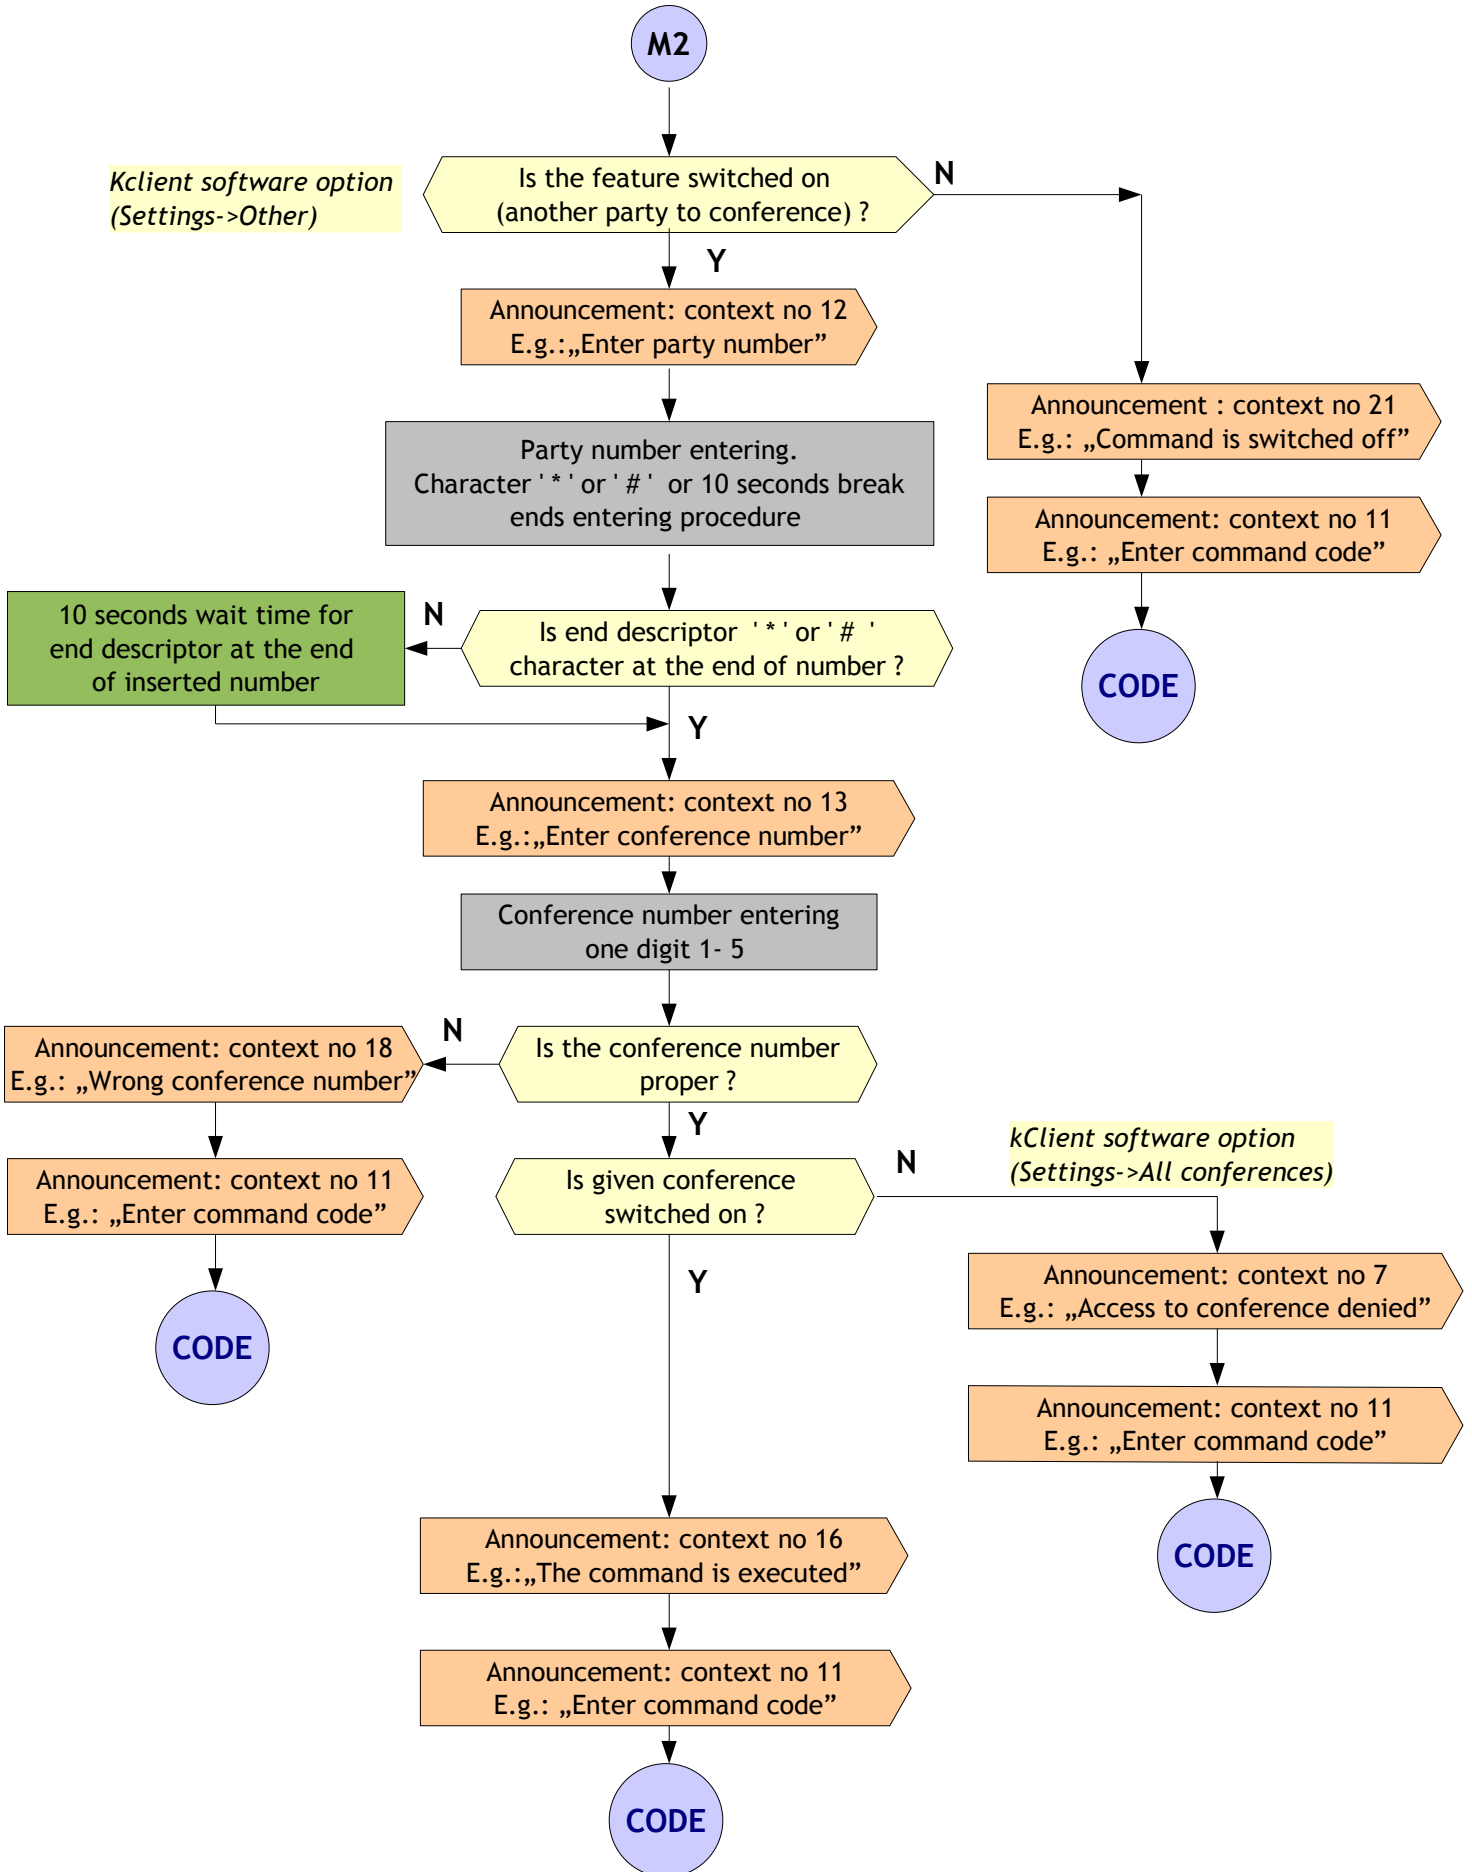 M2
Kclient software option
(Settings->Other)
Is the feature switched on
(another party to conference) ?
N
Y
Announcement: context no 12
E.g.:„Enter party number”
Announcement : context no 21
E.g.: „Command is switched off”
Party number entering.
Character ' * ' or ' # '  or 10 seconds break
ends entering procedure
Announcement: context no 11
E.g.: „Enter command code”
10 seconds wait time for
end descriptor at the end
of inserted number
N
Is end descriptor  ' * ' or ' #  '
character at the end of number ?
CODE
Y
Announcement: context no 13
E.g.:„Enter conference number”
Conference number entering
one digit 1- 5
Announcement: context no 18
E.g.: „Wrong conference number”
N
Is the conference number
proper ?
Y
kClient software option
(Settings->All conferences)
Announcement: context no 11
E.g.: „Enter command code”
Is given conference
switched on ?
N
Y
Announcement: context no 7
E.g.: „Access to conference denied”
CODE
Announcement: context no 11
E.g.: „Enter command code”
Announcement: context no 16
E.g.:„The command is executed”
CODE
Announcement: context no 11
E.g.: „Enter command code”
CODE